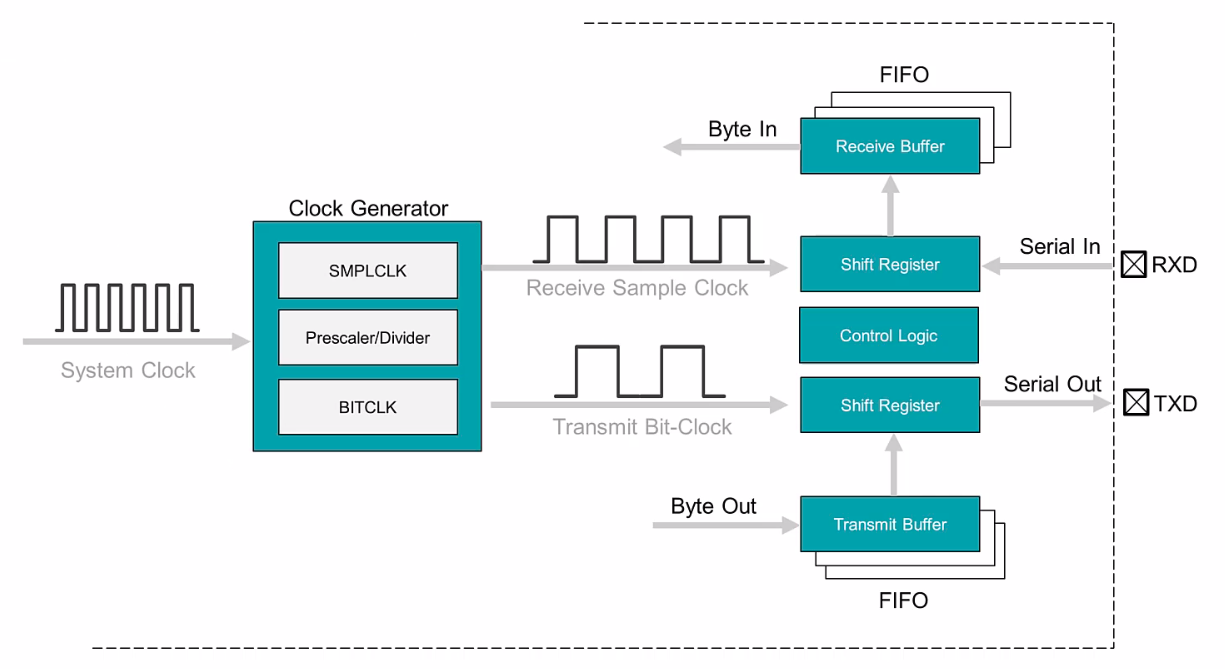 FIFO
Byte In
Receive Buffer
Clock Generator
SMPLCLK
Receive Sample Clock
Shift Register
Serial In
RXD
System Clock
Prescaler/Divider
Control Logic
BITCLK
Transmit Bit-Clock
Shift Register
Serial Out
TXD
Byte Out
Transmit Buffer
FIFO